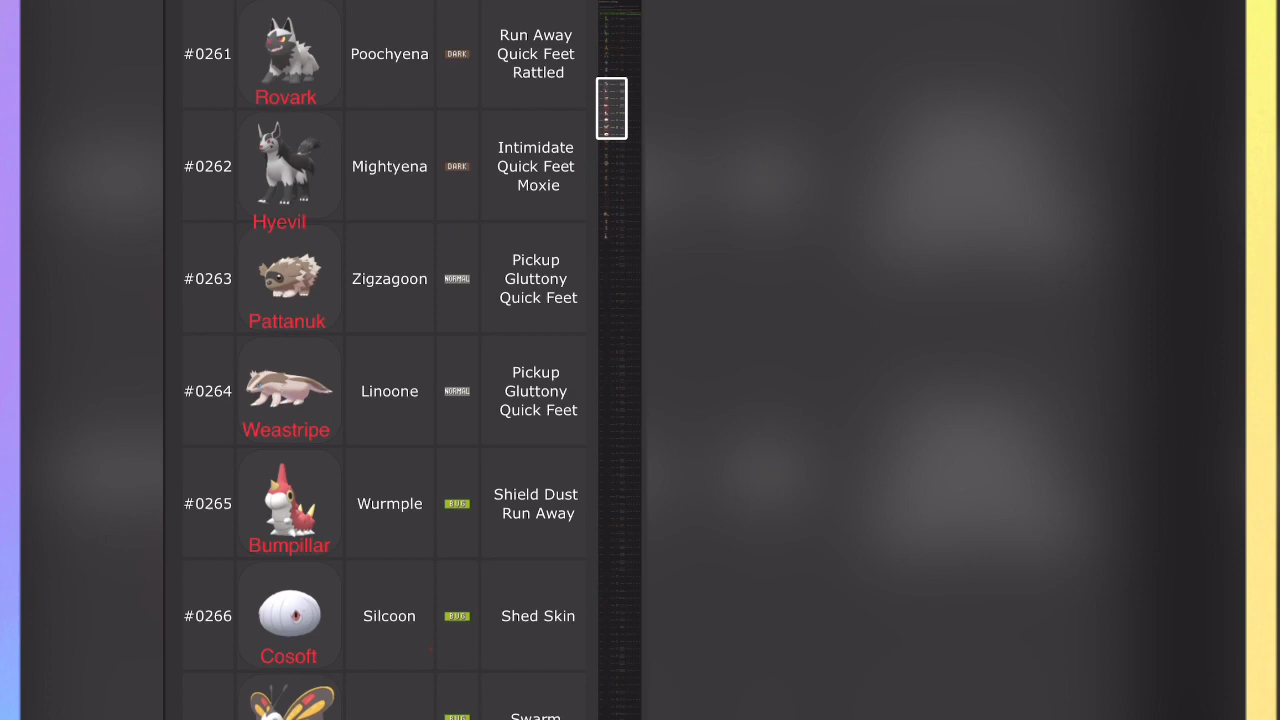 #0261
Rovark
Poochyena
DARK
Run Away
Quick Feet
Rattled
#0262
Hyevil
Mightyena
DARK
Intimidate
Quick Feet
Moxie
#0263
Pattanuk
Zigzagoon
NORMAL
Pickup
Gluttony
Quick Feet
#0264
Weastripe
Linoone
NORMAL
Pickup
Gluttony
Quick Feet
#0265
Bumpillar
Wurmple
BUG
Shield Dust
Run Away
#0266
Cosoft
Silcoon
BUG
Shed Skin
BUG
Swarm